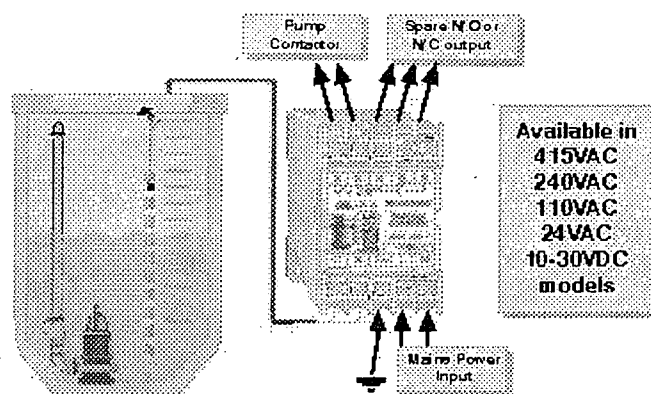 Pump
Contactor
Spare N/O or
N/C output
Available in
415VAC
240VAC
110VAC
24VAC
10-30VDC
models
Mains Power
Input